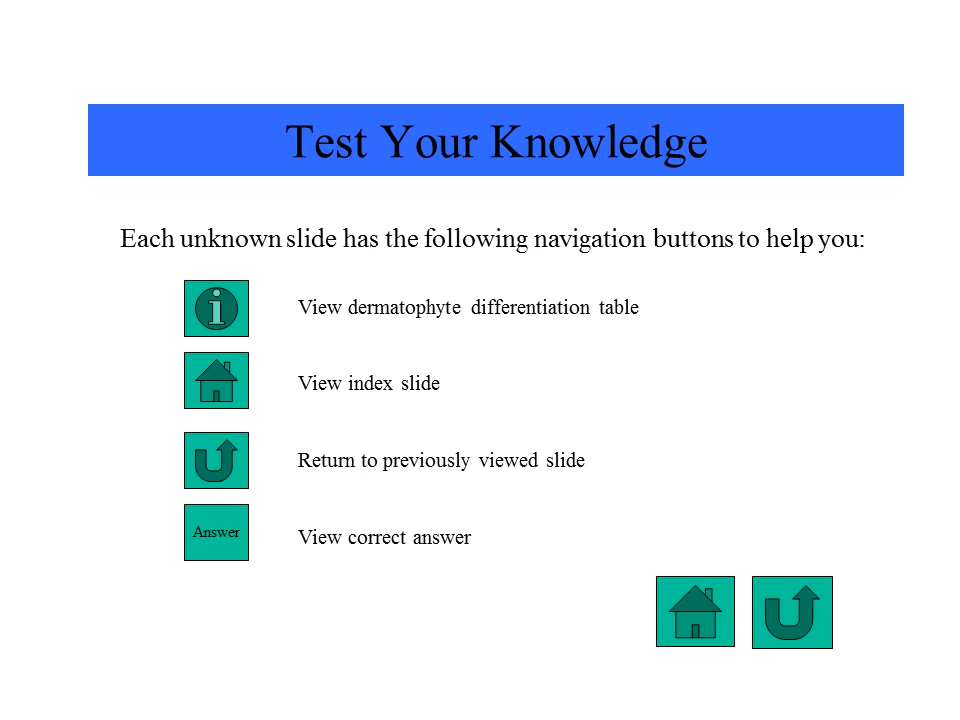 Test Your Knowledge
Each unknown slide has the following navigation buttons to help you:
View dermatophyte differentiation table
View index slide
Return to previously viewed slide
Answer
View correct answer